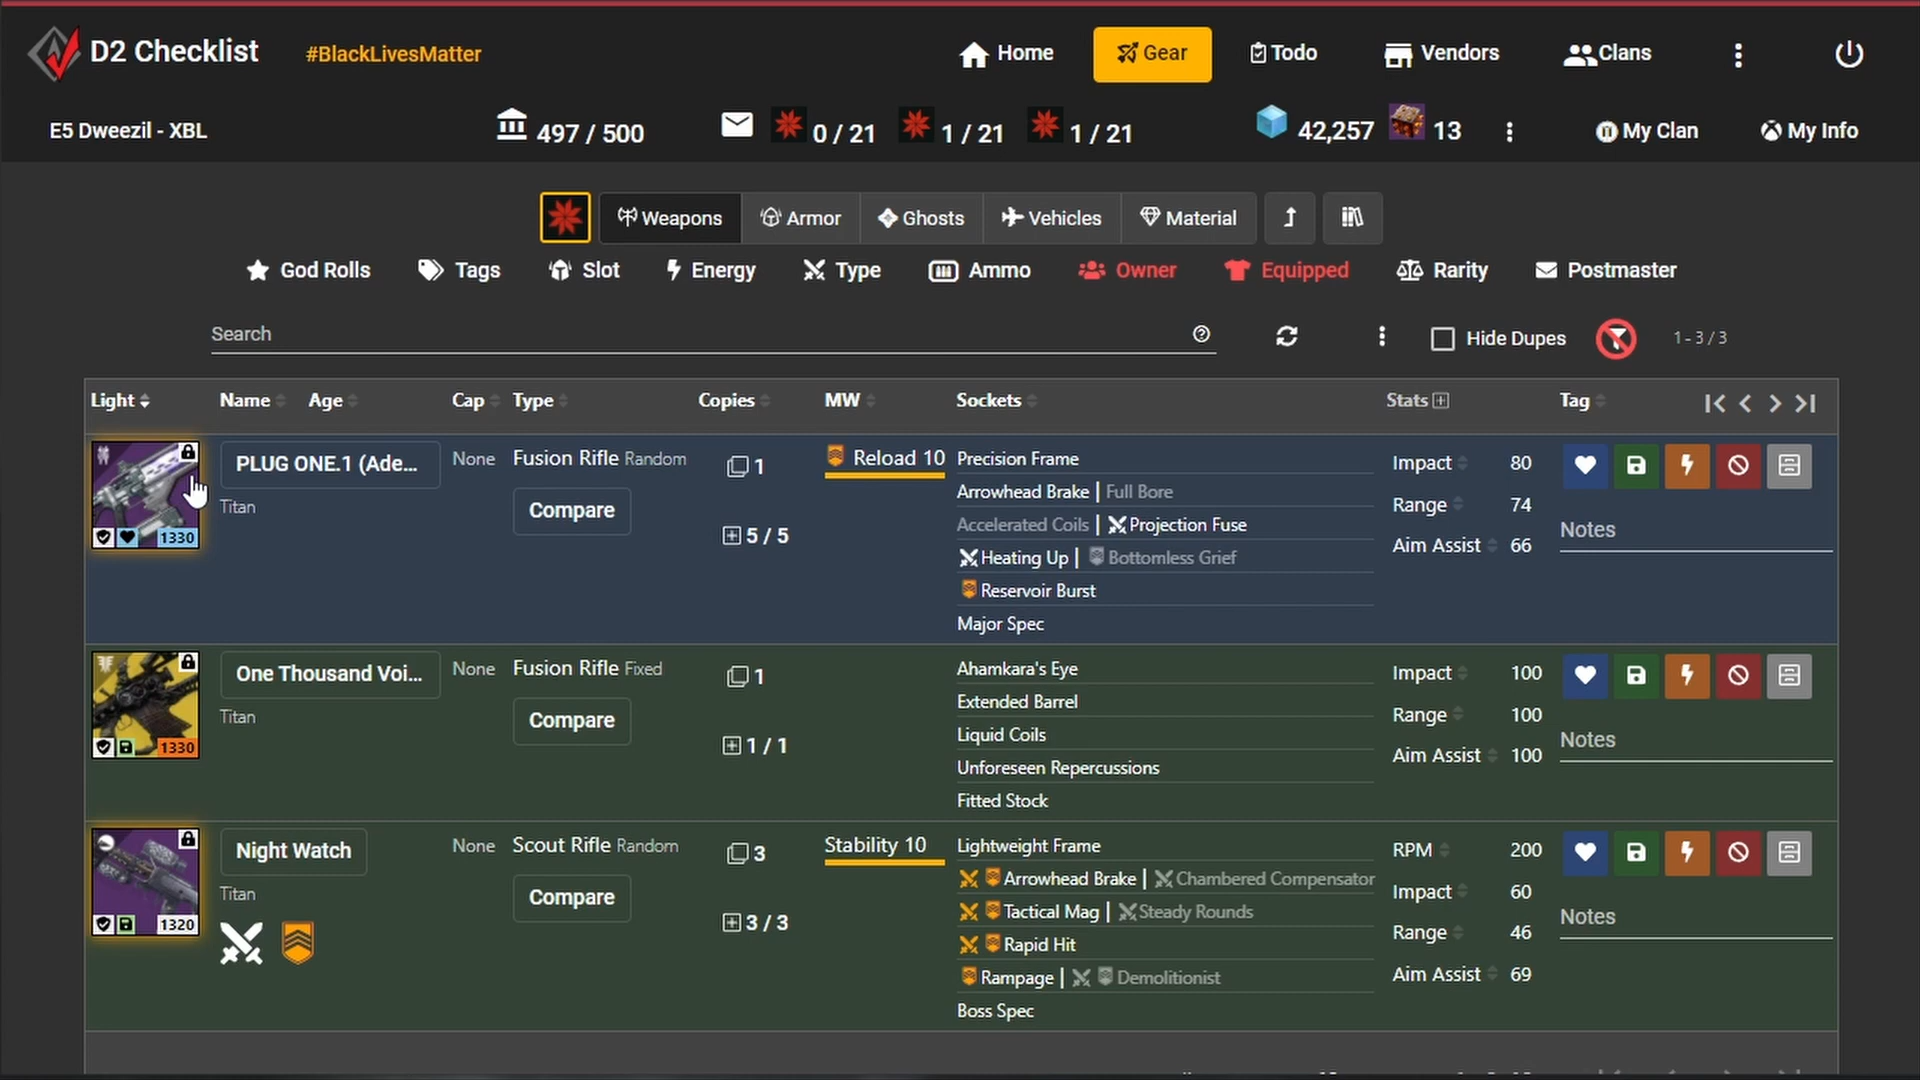 D2 Checklist #BlackLivesMatter Home Gear Todo Vendors Clans
E5 Dweezil - XBL 497 / 500 0 / 21 1 / 21 1 / 21 42,257 13 My Clan My Info
Weapons Armor Ghosts Vehicles Material
God Rolls Tags Slot Energy Type Ammo Owner Equipped Rarity Postmaster
Search Hide Dupes 1 - 3 / 3
Light Name Age Cap Type Copies MW Sockets Stats Tag
PLUG ONE.1 (Ade... None Fusion Rifle Random 1 Reload 10 Precision Frame Impact 80
Titan Compare Arrowhead Brake | Full Bore Range 74
1330 5 / 5 Accelerated Coils | Projection Fuse Notes
Heating Up | Bottomless Grief Aim Assist 66
Reservoir Burst
Major Spec
One Thousand Voi... None Fusion Rifle Fixed 1 Ahamkara's Eye Impact 100
Titan Compare Extended Barrel Range 100
1330 1 / 1 Liquid Coils Notes
Unforeseen Repercussions Aim Assist 100
Fitted Stock
Night Watch None Scout Rifle Random 3 Stability 10 Lightweight Frame RPM 200
Titan Compare Arrowhead Brake | Chambered Compensator Impact 60
1320 3 / 3 Tactical Mag | Steady Rounds Notes
Rapid Hit Range 46
Rampage | Demolitionist Aim Assist 69
Boss Spec